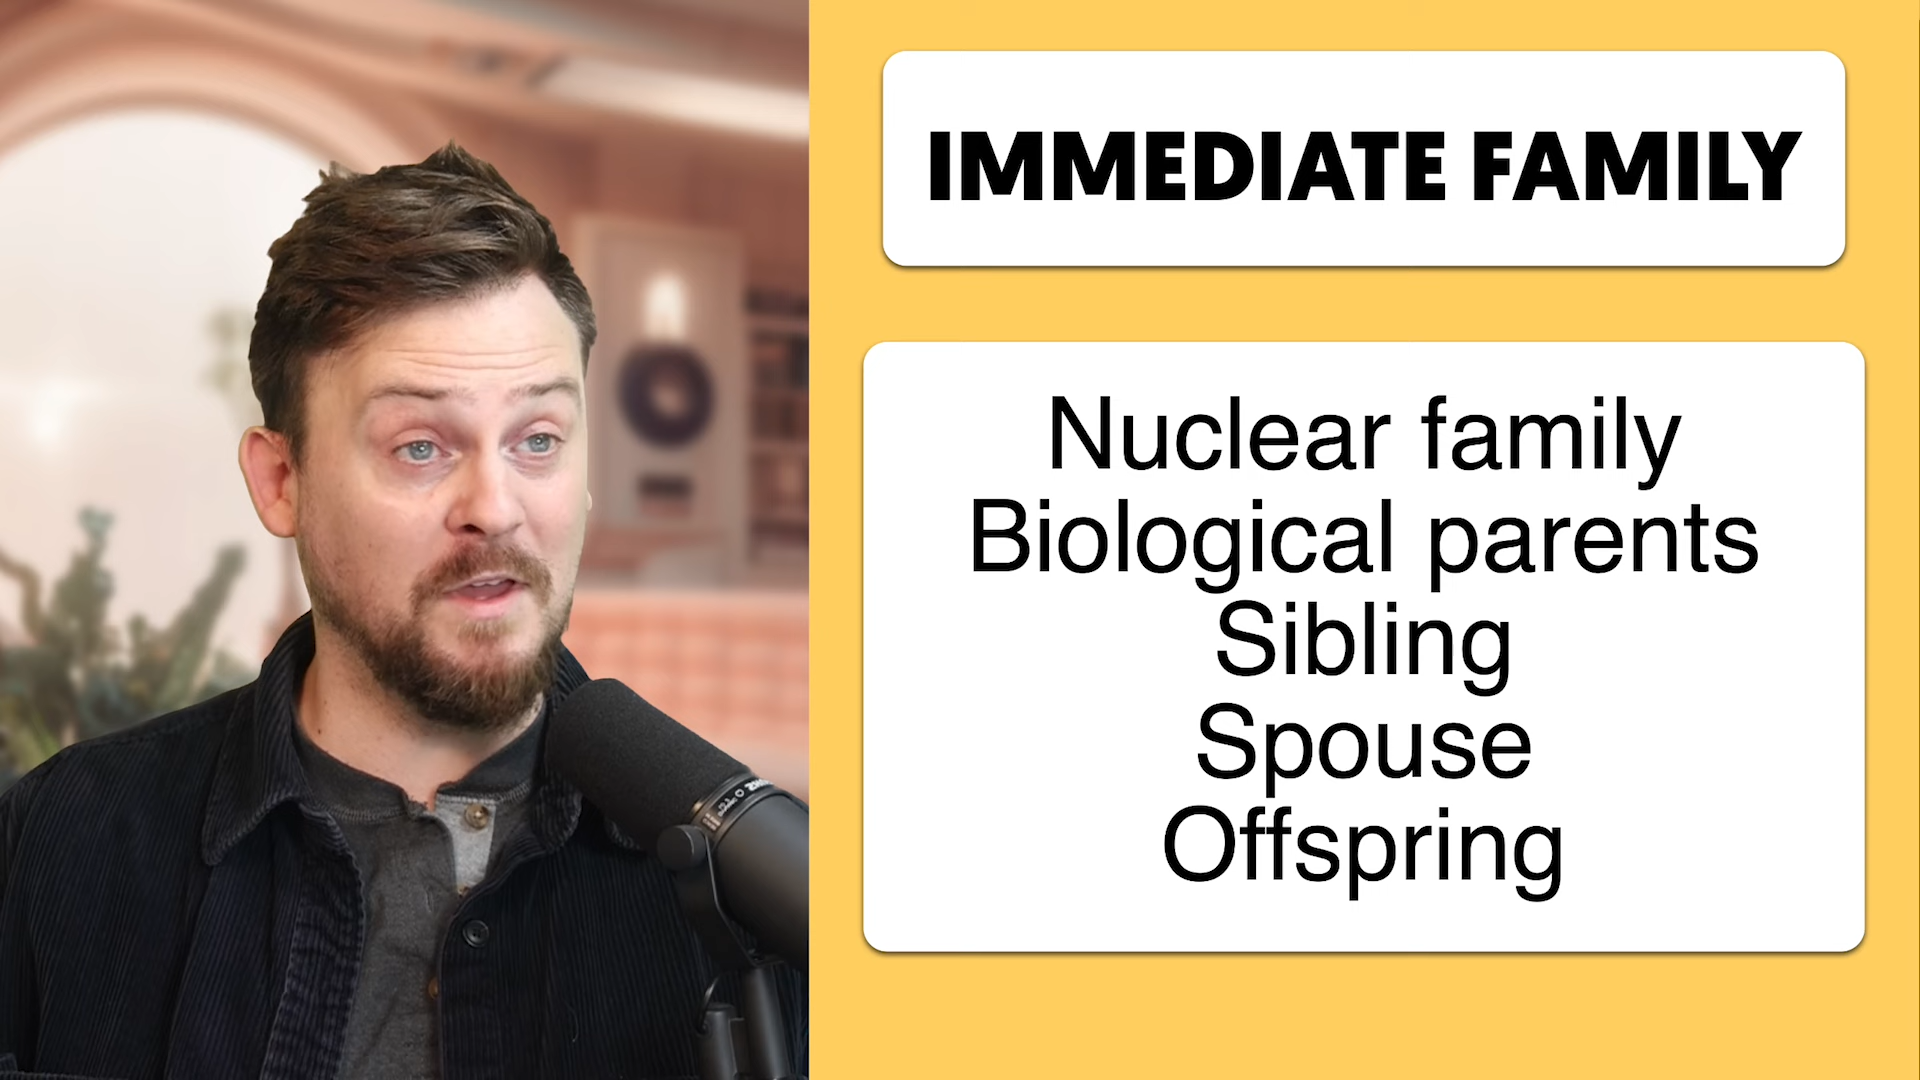 IMMEDIATE FAMILY
Nuclear family
Biological parents
Sibling
Spouse
Offspring